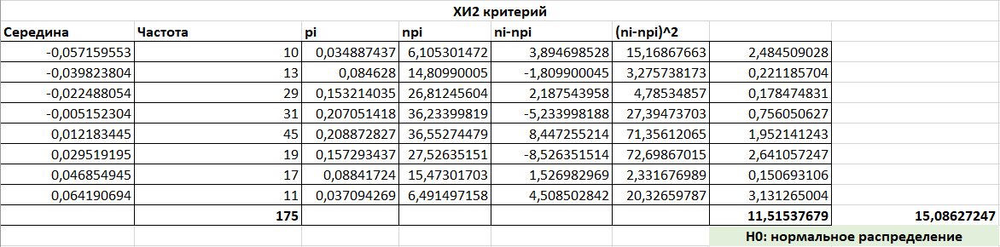 ХИ2 критерий
Середина Частота pi npi ni-npi (ni-npi)^2
-0,057159553 10 0,034887437 6,105301472 3,894698528 15,16867663 2,484509028
-0,039823804 13 0,084628 14,80990005 -1,809900045 3,275738173 0,221185704
-0,022488054 29 0,153214035 26,81245604 2,187543958 4,78534857 0,178474831
-0,005152304 31 0,207051418 36,23399819 -5,233998188 27,39473703 0,756050627
0,012183445 45 0,208872827 36,55274479 8,447255214 71,35612065 1,952141243
0,029519195 19 0,157293437 27,52635151 -8,526351514 72,69867015 2,641057247
0,046854945 17 0,08841724 15,47301703 1,526982969 2,331676989 0,150693106
0,064190694 11 0,037094269 6,491497158 4,508502842 20,32659787 3,131265004
175 11,51537679 15,08627247
H0: нормальное распределение